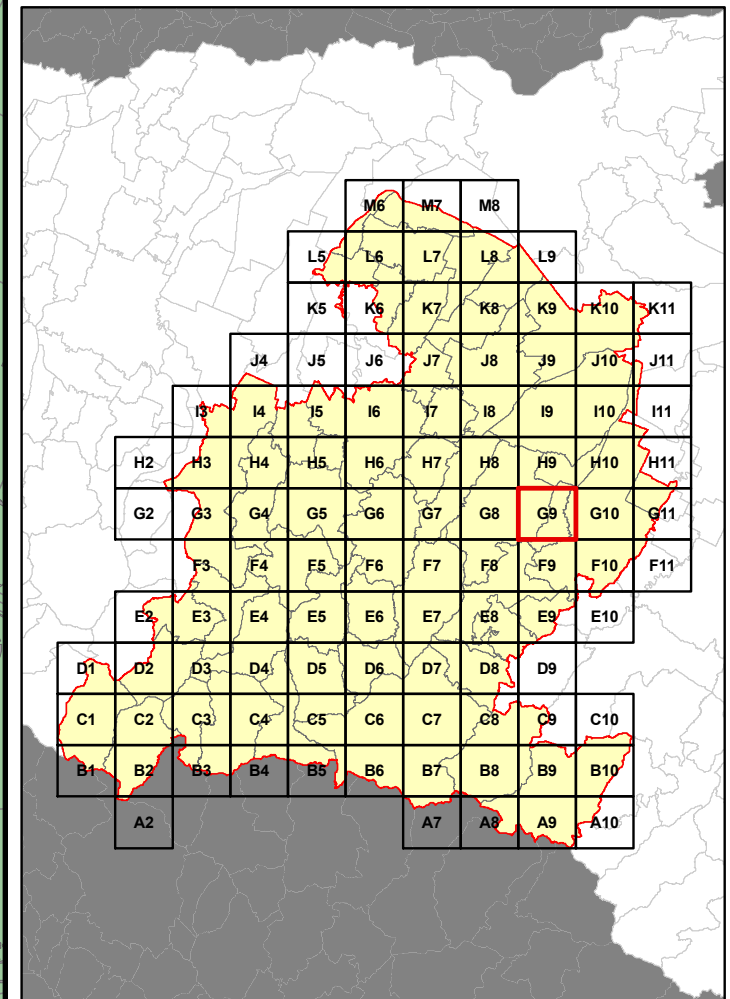 M6 M7 M8
L5 L6 L7 L8 L9
K5 K6 K7 K8 K9 K10 K11
J4 J5 J6 J7 J8 J9 J10 J11
I3 I4 I5 I6 I7 I8 I9 I10 I11
H2 H3 H4 H5 H6 H7 H8 H9 H10 H11
G2 G3 G4 G5 G6 G7 G8 G9 G10 G11
F3 F4 F5 F6 F7 F8 F9 F10 F11
E2 E3 E4 E5 E6 E7 E8 E9 E10
D1 D2 D3 D4 D5 D6 D7 D8 D9
C1 C2 C3 C4 C5 C6 C7 C8 C9 C10
B1 B2 B3 B4 B5 B6 B7 B8 B9 B10
A2 A7 A8 A9 A10